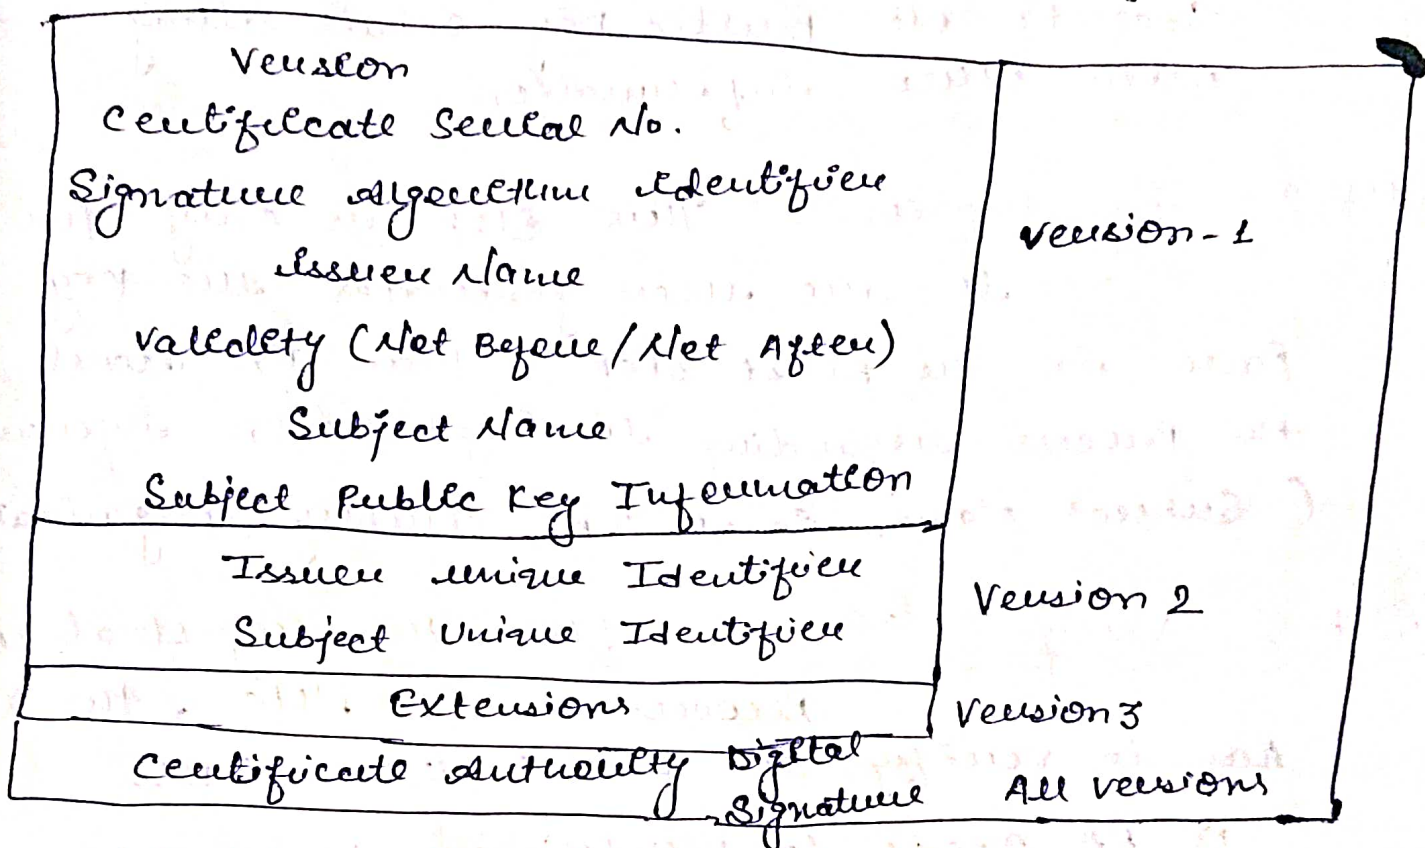 Version
Certificate Serial No.
Signature Algorithm Identifier
Issuer Name
Version-1
Validity (Not Before/Not After)
Subject Name
Subject Public Key Information
Issuer unique Identifier
Subject Unique Identifier
Version 2
Extensions
Version 3
Certificate Authority Digital
Signature
All versions